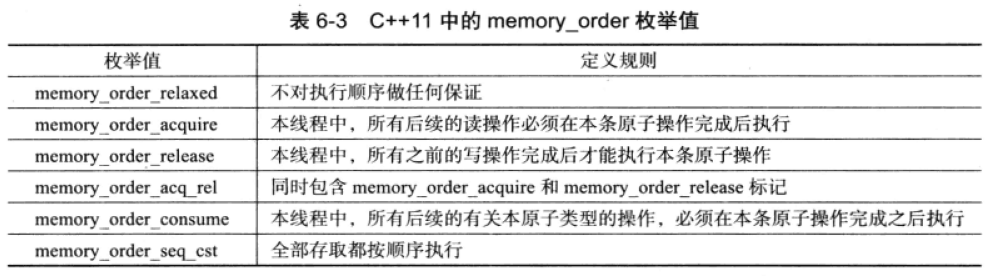 表 6-3 C++11 中的 memory_order 枚举值
枚举值 定义规则
memory_order_relaxed 不对执行顺序做任何保证
memory_order_acquire 本线程中，所有后续的读操作必须在本条原子操作完成后执行
memory_order_release 本线程中，所有之前的写操作完成后才能执行本条原子操作
memory_order_acq_rel 同时包含 memory_order_acquire 和 memory_order_release 标记
memory_order_consume 本线程中，所有后续的有关本原子类型的操作，必须在本条原子操作完成之后执行
memory_order_seq_cst 全部存取都按顺序执行